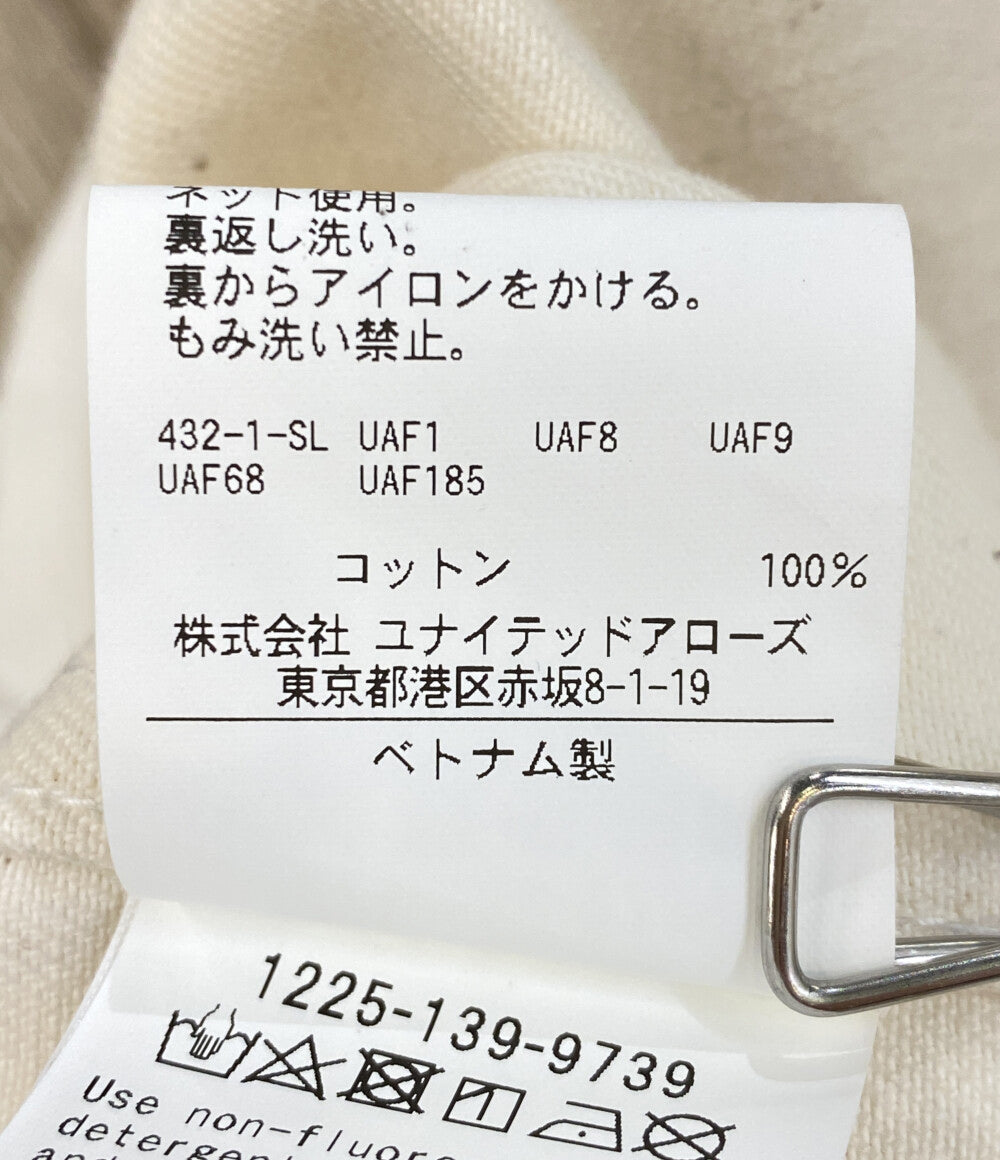 ネット使用。
裏返し洗い。
裏からアイロンをかける。
もみ洗い禁止。
432-1-SL UAF1 UAF8 UAF9
UAF68 UAF185
コットン 100%
株式会社 ユナイテッドアローズ
東京都港区赤坂8-1-19
ベトナム製
1225-139-9739
Use non-fluore
detergent
and